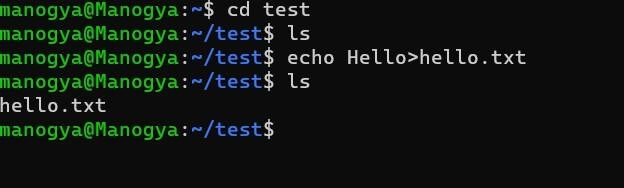 manogya@Manogya:~$ cd test
manogya@Manogya:~/test$ ls
manogya@Manogya:~/test$ echo Hello>hello.txt
manogya@Manogya:~/test$ ls
hello.txt
manogya@Manogya:~/test$